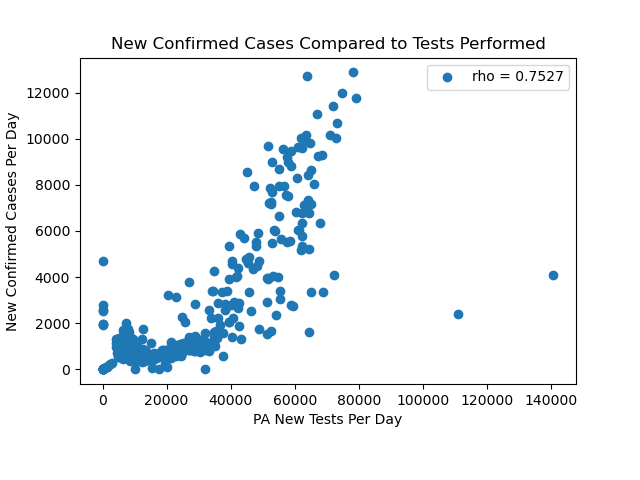 New Confirmed Cases Compared to Tests Performed
rho = 0.7527
New Confirmed Caeses Per Day
12000
10000
8000
6000
4000
2000
0
0 20000 40000 60000 80000 100000 120000 140000
PA New Tests Per Day